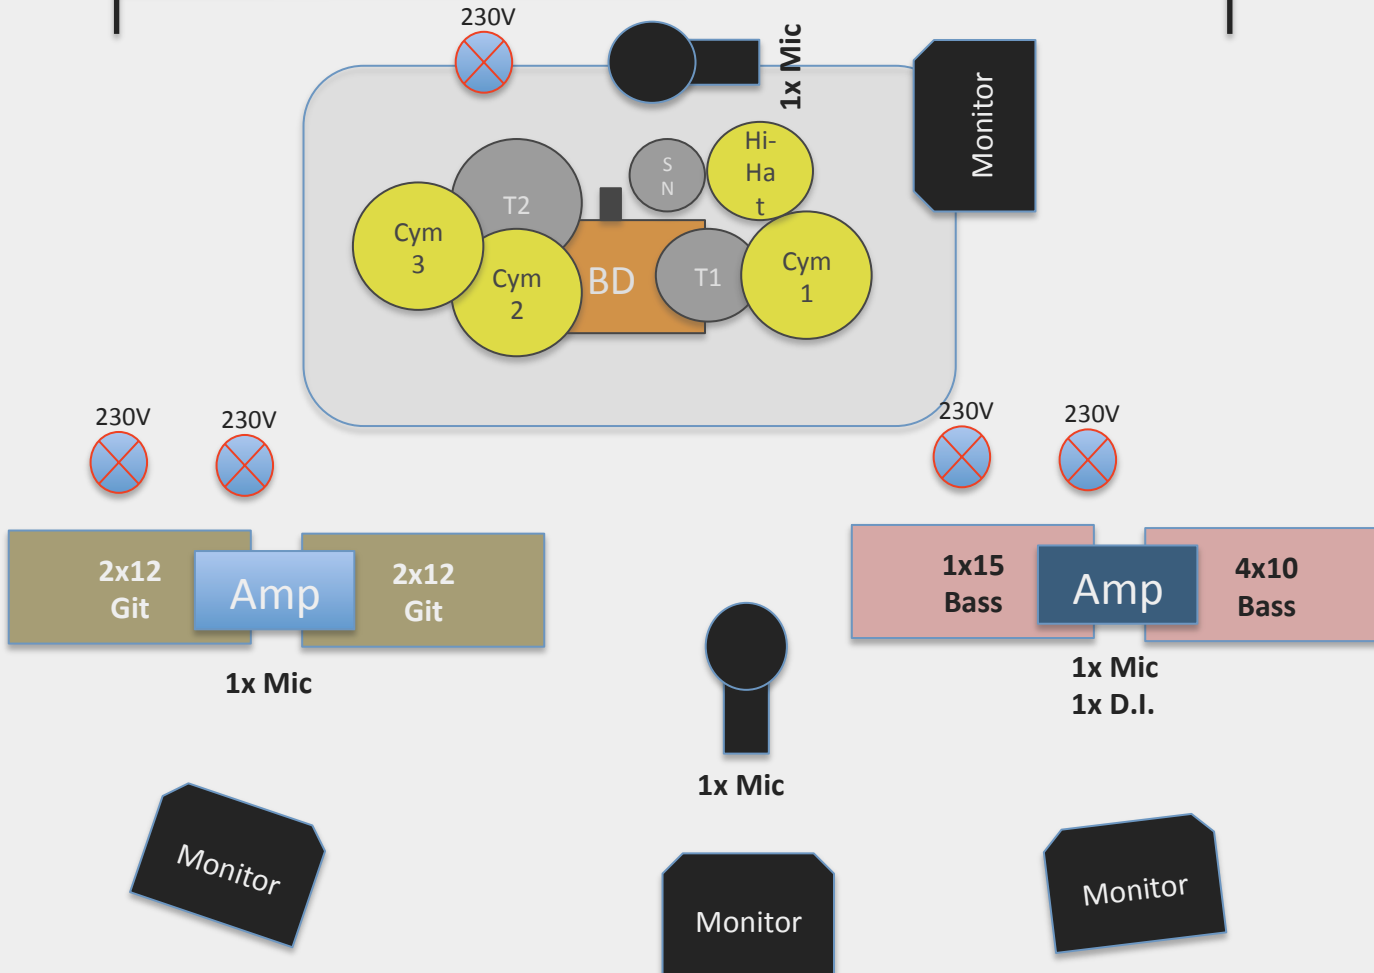 230V
1x Mic
Monitor
Hi-
Ha
t
S
N
T2
Cym
3
Cym
2
BD
T1
Cym
1
230V
230V
230V
230V
2x12
Git
Amp
2x12
Git
1x15
Bass
Amp
4x10
Bass
1x Mic
1x Mic
1x D.I.
1x Mic
Monitor
Monitor
Monitor